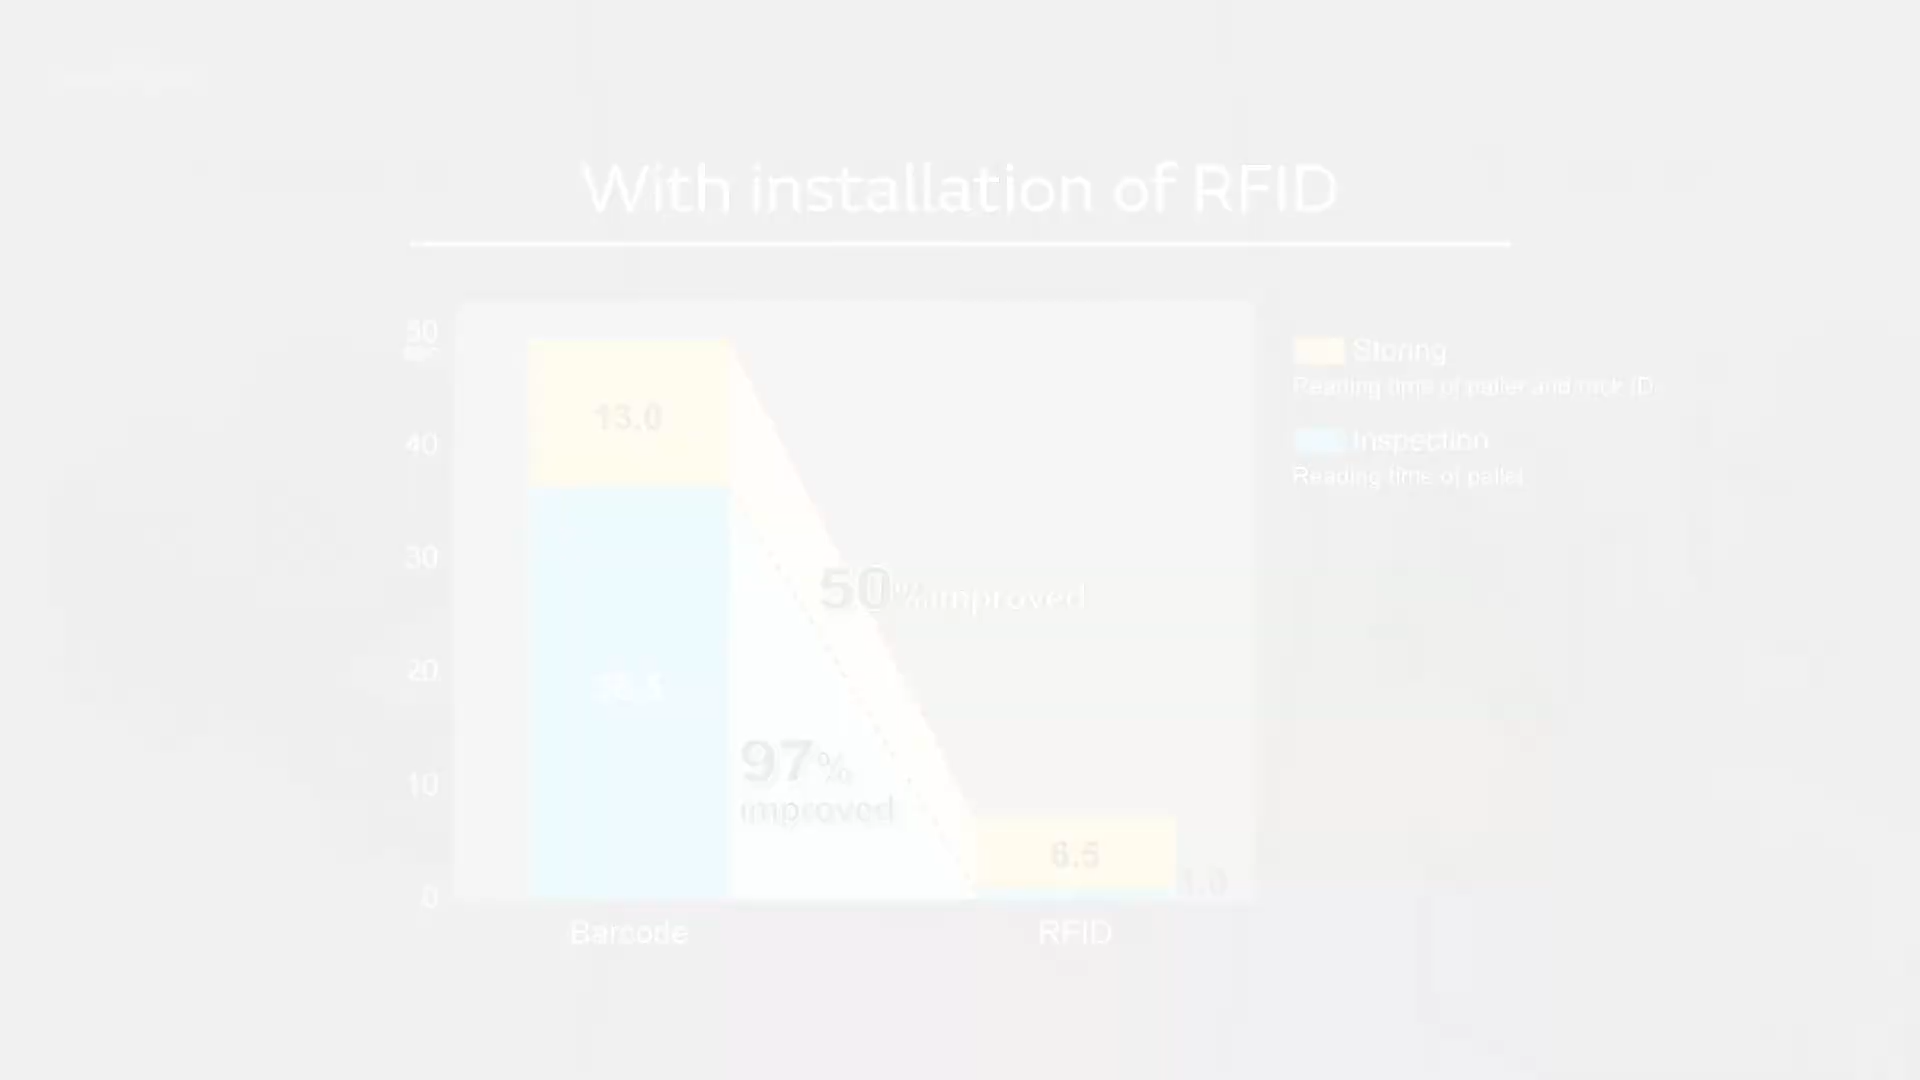 With installation of RFID
50
40
30
20
10
0
13.0
50% improved
97%
improved
6.5
1.0
Barcode
RFID
Storing
Reading time of pallet and rack ID
Inspection
Reading time of pallet